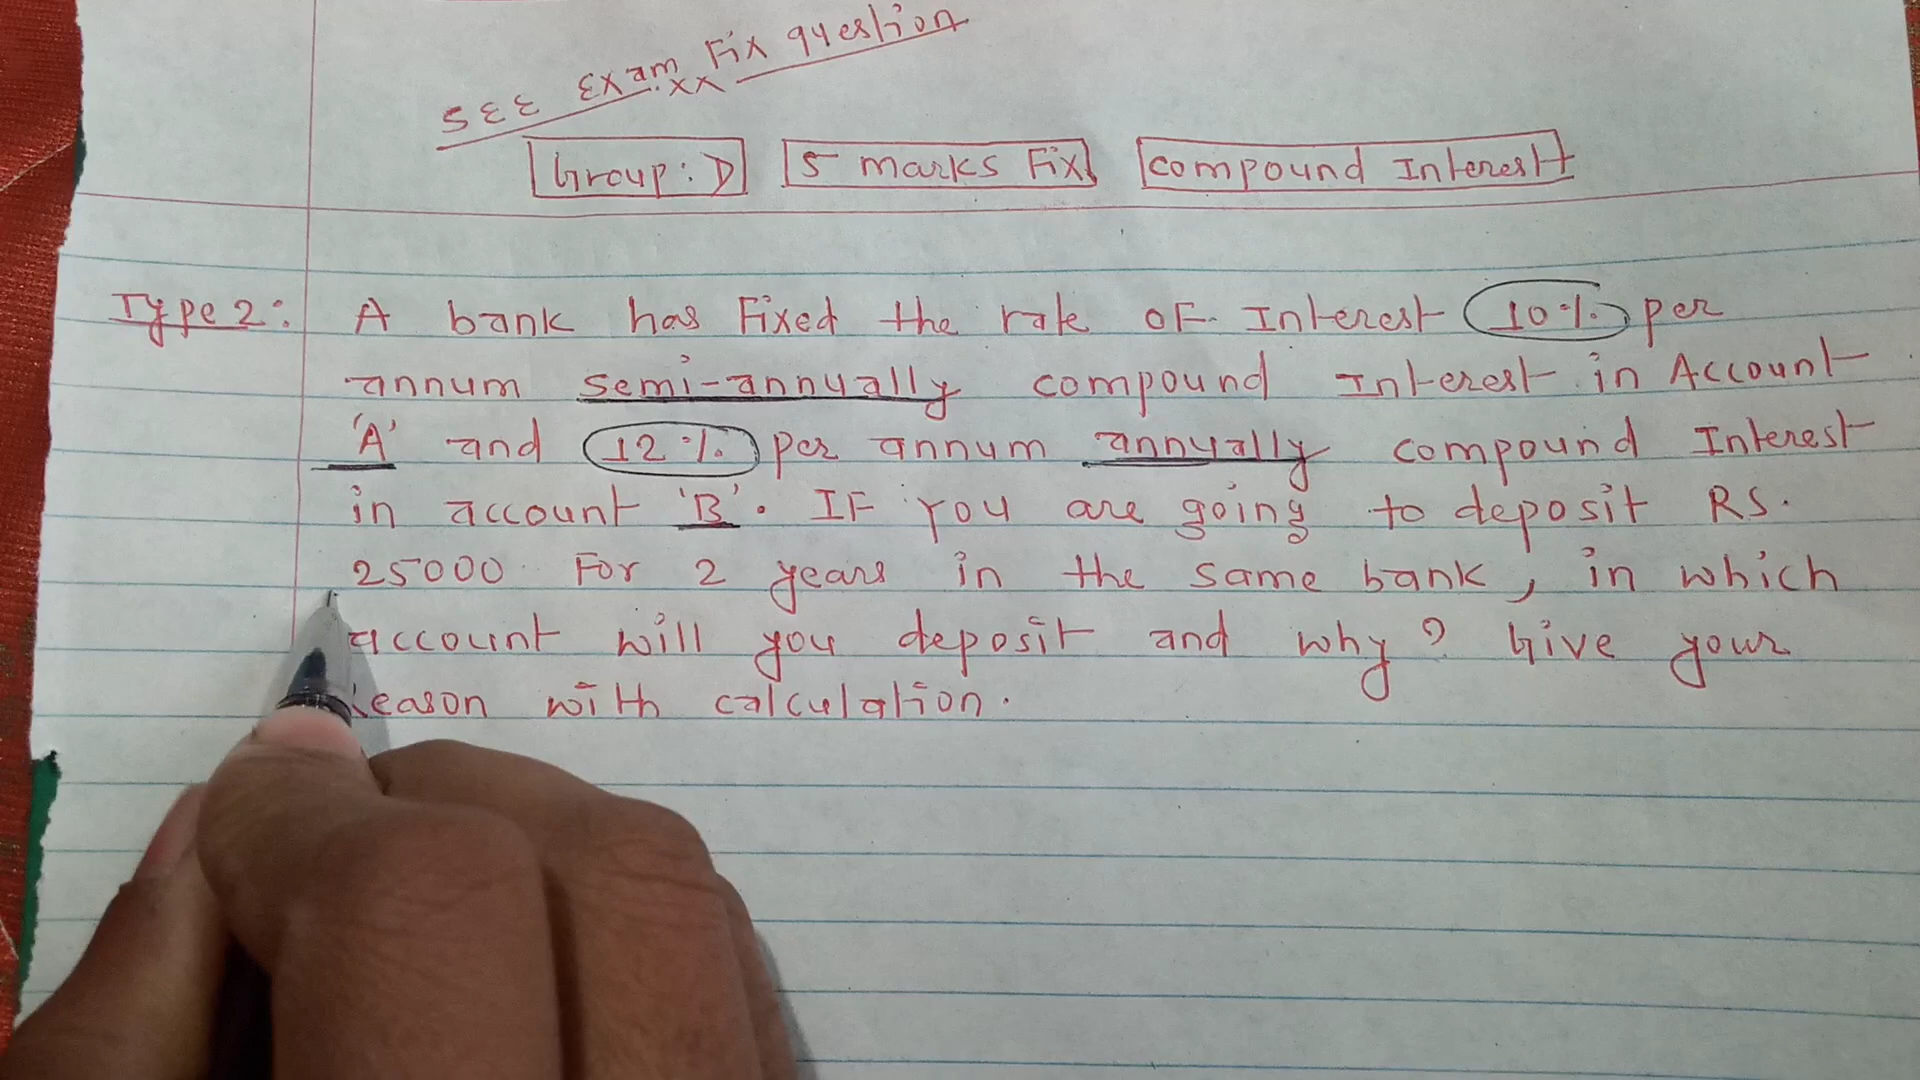 SEE Exam Fix question
xx
Group: D 5 marks Fix compound Interest
Type 2: A bank has Fixed the rate OF Interest 10% per
annum semi-annually compound Interest in Account
'A' and 12% per annum annually compound Interest
in account 'B'. IF you are going to deposit RS.
25000 For 2 years in the same bank, in which
account will you deposit and why? Give your
reason with calculation.